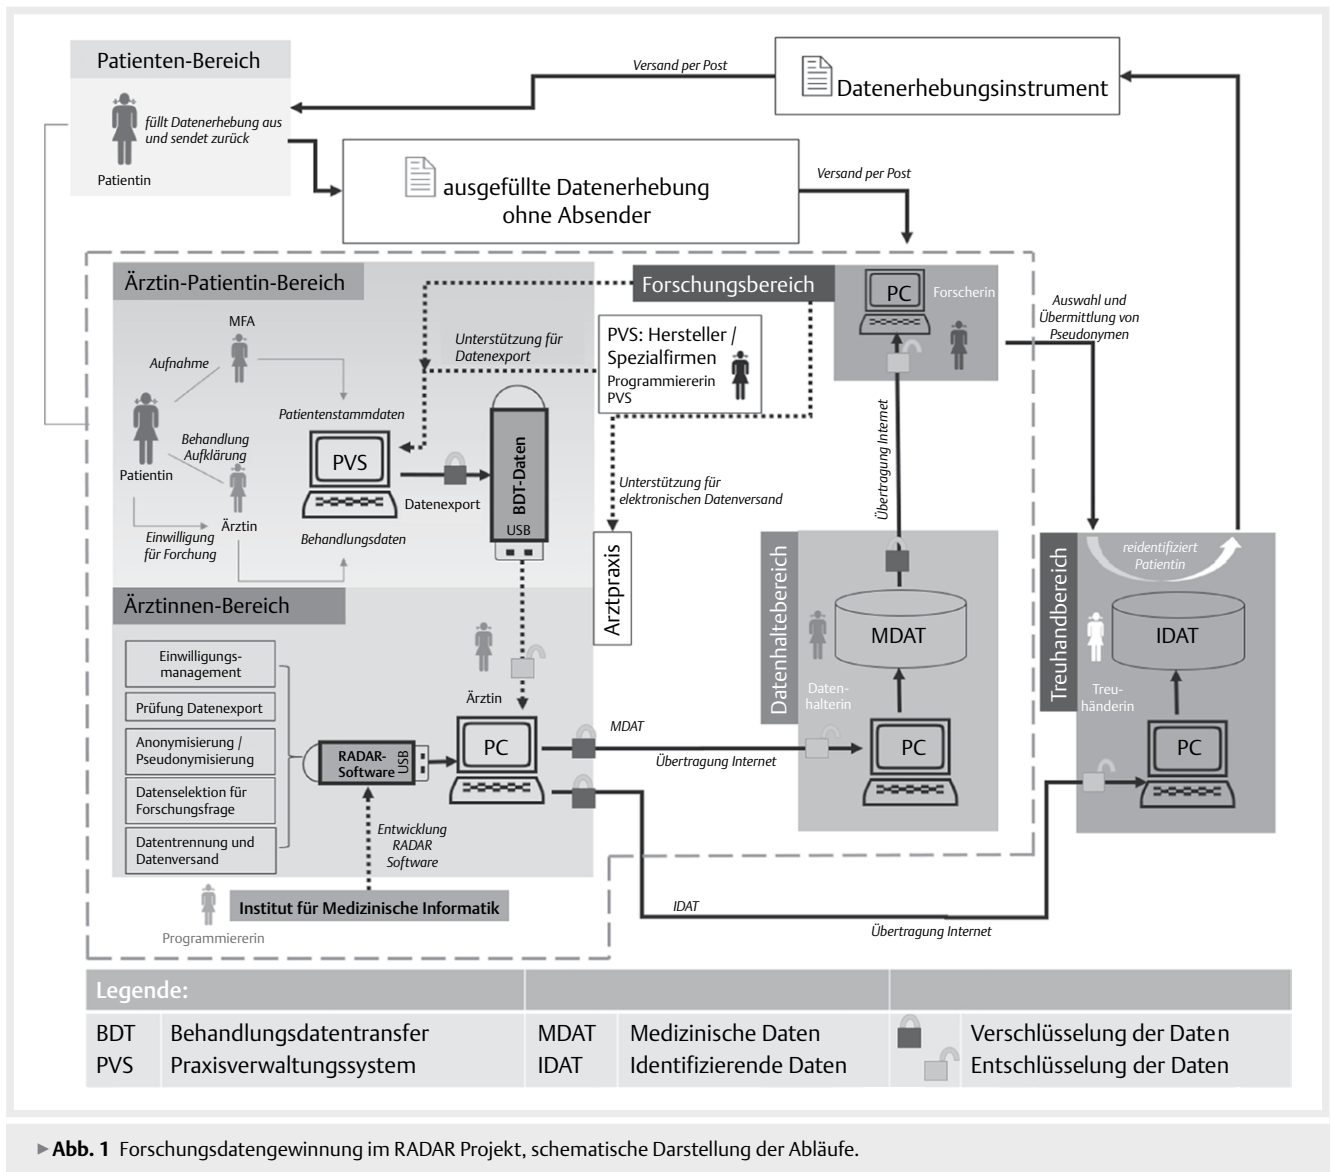 Patienten-Bereich
füllt Datenerhebung aus
und sendet zurück
Patientin
Versand per Post
Datenerhebungsinstrument
ausgefüllte Datenerhebung
ohne Absender
Versand per Post
Ärztin-Patientin-Bereich
MFA
Aufnahme
Patientenstammdaten
Behandlung
Aufklärung
Patientin
Ärztin
Einwilligung
für Forchung
PVS
Behandlungsdaten
Datenexport
Unterstützung für
Datenexport
BDT-Daten
USB
Forschungsbereich
PC
Forscherin
PVS: Hersteller /
Spezialfirmen
Programmiererin
PVS
Auswahl und
Übermittlung von
Pseudonymen
Übertragung Internet
Unterstützung für
elektronischen Datenversand
Arztpraxis
Ärztinnen-Bereich
Einwilligungs-
management
Prüfung Datenexport
Anonymisierung /
Pseudonymisierung
Datenselektion für
Forschungsfrage
Datentrennung und
Datenversand
RADAR-
Software
USB
Ärztin
PC
Entwicklung
RADAR
Software
Institut für Medizinische Informatik
Programmiererin
MDAT
Übertragung Internet
Datenhaltebereich
MDAT
Daten-
halterin
PC
Treuhandbereich
reidentifiziert
Patientin
IDAT
Treu-
händerin
PC
IDAT
Übertragung Internet
Legende:
BDT Behandlungsdatentransfer MDAT Medizinische Daten Verschlüsselung der Daten
PVS Praxisverwaltungssystem IDAT Identifizierende Daten Entschlüsselung der Daten
▶ Abb. 1 Forschungsdatengewinnung im RADAR Projekt, schematische Darstellung der Abläufe.